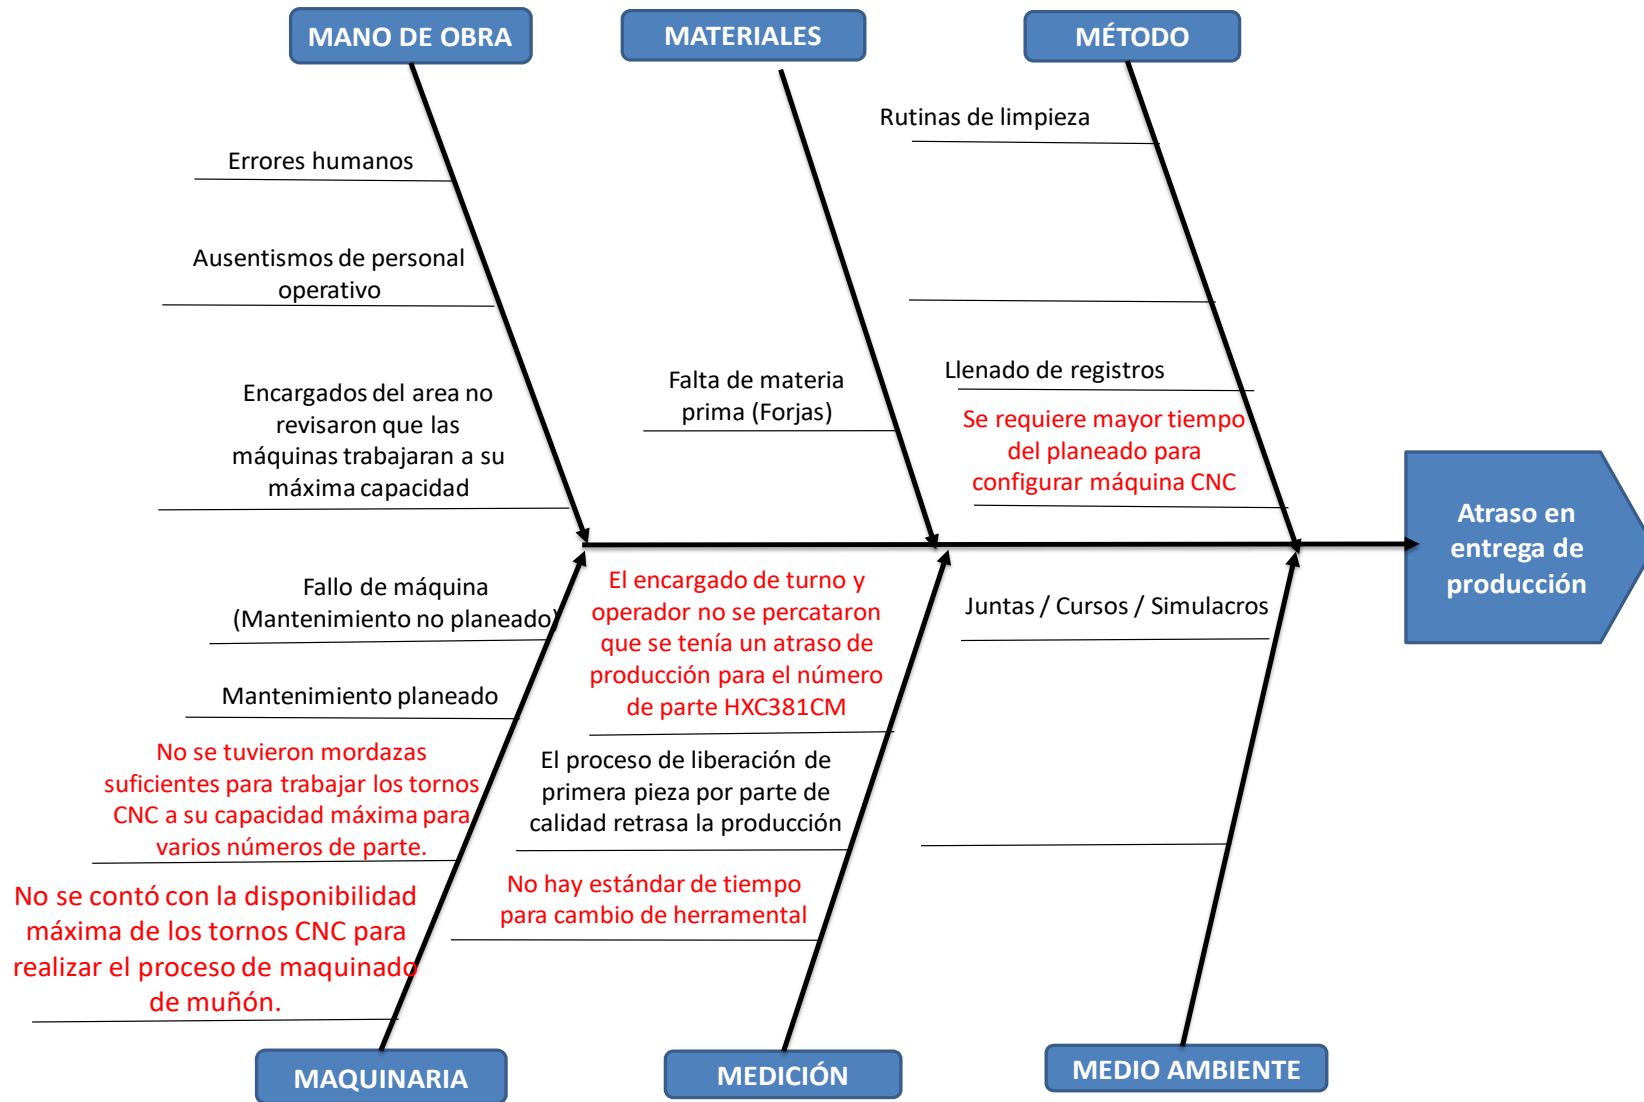 MANO DE OBRA
MATERIALES
MÉTODO
Errores humanos
Ausentismos de personal
operativo
Encargados del area no
revisaron que las
máquinas trabajaran a su
máxima capacidad
Falta de materia
prima (Forjas)
Rutinas de limpieza
Llenado de registros
Se requiere mayor tiempo
del planeado para
configurar máquina CNC
Atraso en
entrega de
producción
Fallo de máquina
(Mantenimiento no planeado)
Mantenimiento planeado
No se tuvieron mordazas
suficientes para trabajar los tornos
CNC a su capacidad máxima para
varios números de parte.
No se contó con la disponibilidad
máxima de los tornos CNC para
realizar el proceso de maquinado
de muñón.
El encargado de turno y
operador no se percataron
que se tenía un atraso de
producción para el número
de parte HXC381CM
El proceso de liberación de
primera pieza por parte de
calidad retrasa la producción
No hay estándar de tiempo
para cambio de herramental
Juntas / Cursos / Simulacros
MAQUINARIA
MEDICIÓN
MEDIO AMBIENTE